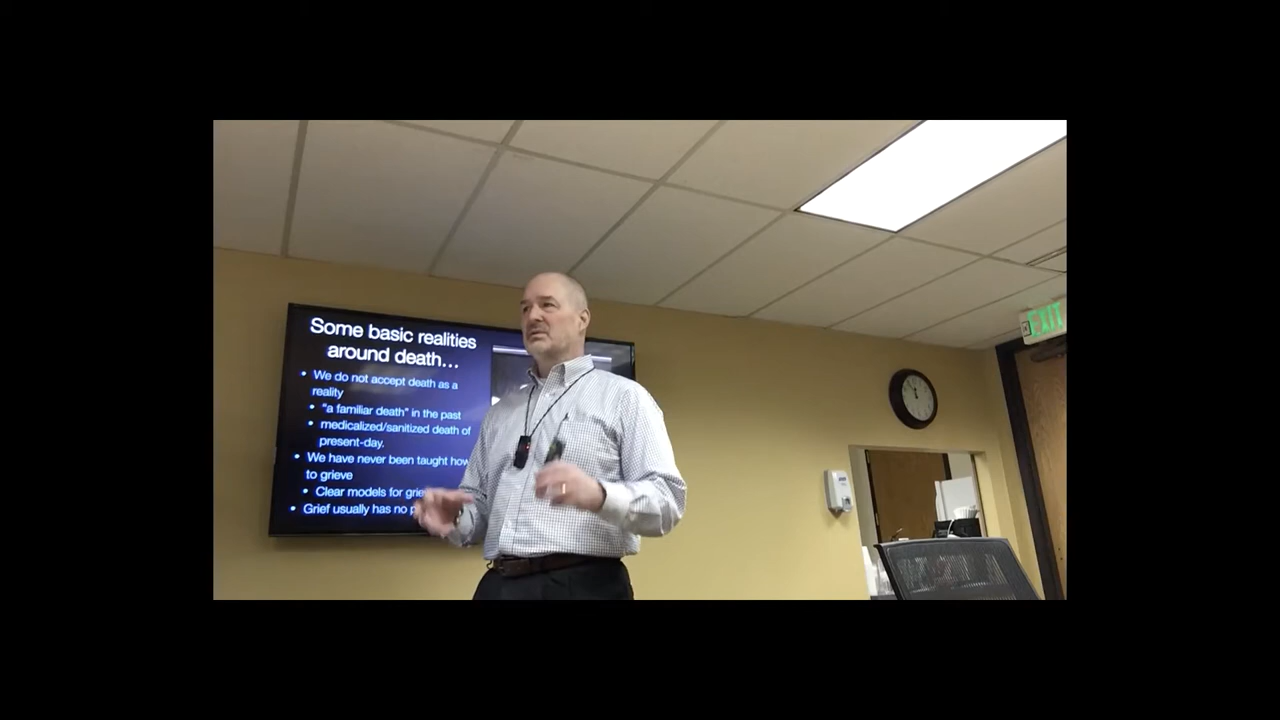 Some basic realities
around death...
• We do not accept death as a
reality
• "a familiar death" in the past
• medicalized/sanitized death of
present-day.
• We have never been taught how
to grieve
• Clear models for
• Grief usually has no
EXIT